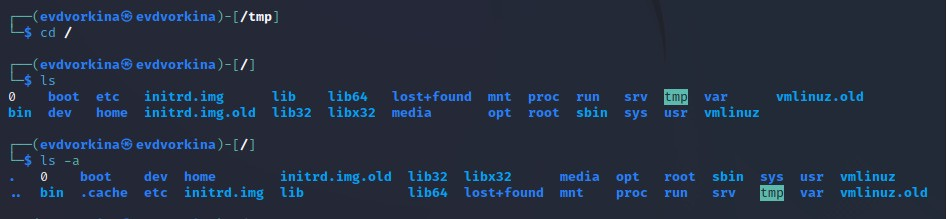 ┌──(evdvorkina㉿evdvorkina)-[/tmp]
└─$ cd /
┌──(evdvorkina㉿evdvorkina)-[/]
└─$ ls
0 boot etc initrd.img lib lib64 lost+found mnt proc run srv tmp var vmlinuz.old
bin dev home initrd.img.old lib32 libx32 media opt root sbin sys usr vmlinuz
┌──(evdvorkina㉿evdvorkina)-[/]
└─$ ls -a
. 0 boot dev home initrd.img.old lib32 libx32 media opt root sbin sys usr vmlinuz
.. bin .cache etc initrd.img lib lib64 lost+found mnt proc run srv tmp var vmlinuz.old